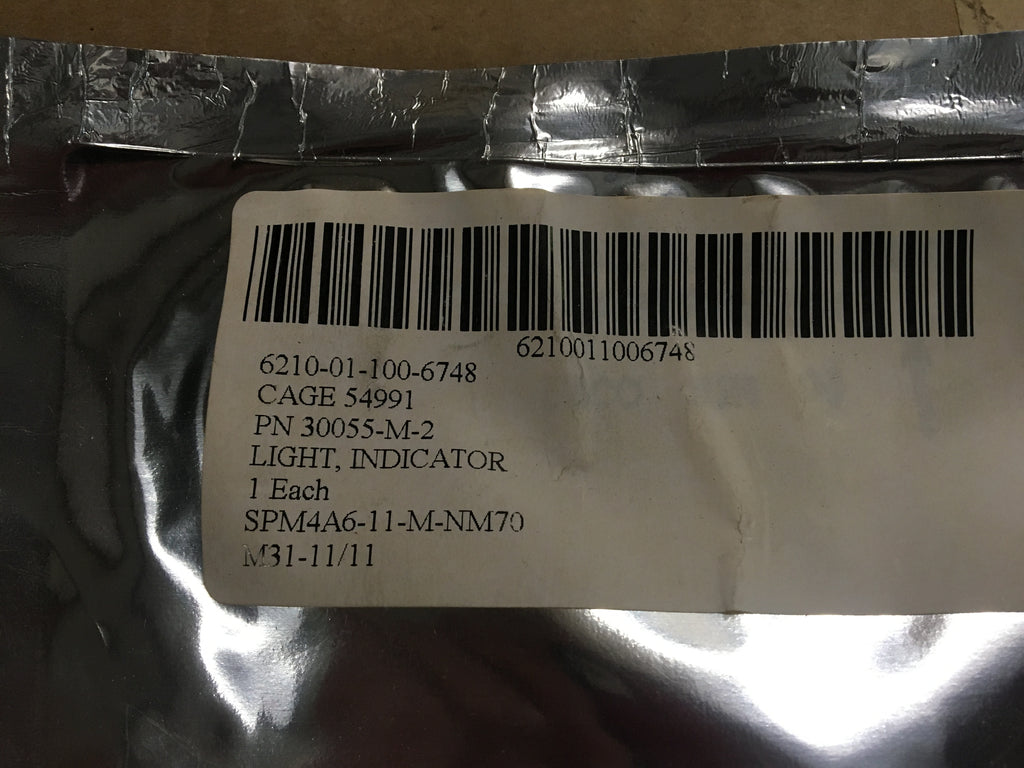 6210011006748
6210-01-100-6748
CAGE 54991
PN 30055-M-2
LIGHT, INDICATOR
1 Each
SPM4A6-11-M-NM70
M31-11/11